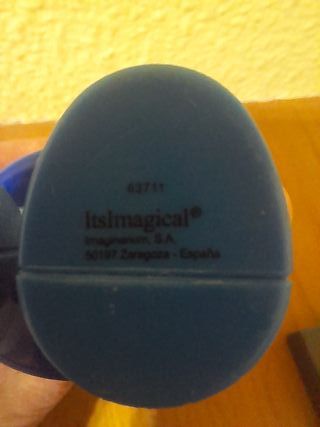 63711
ItsImagical®
Imaginarium, S.A.
50197 Zaragoza - España